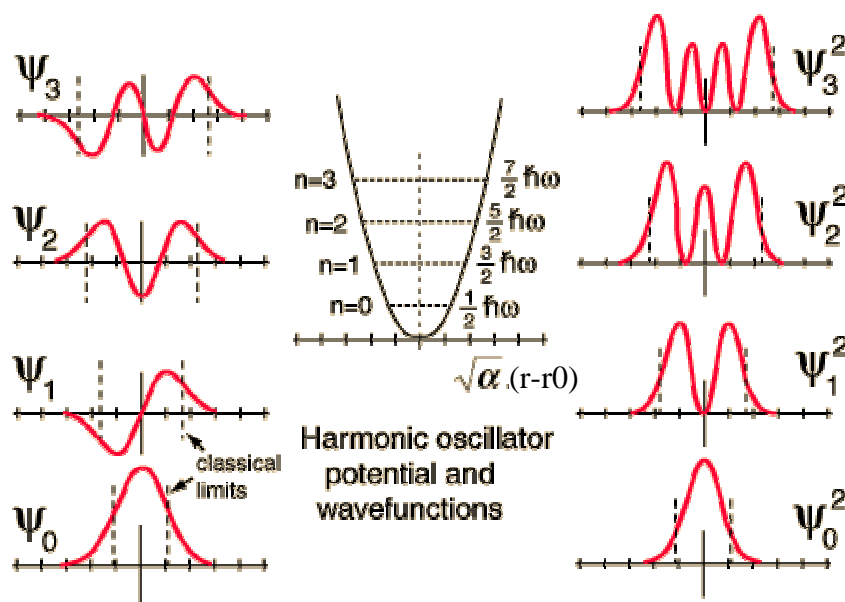 ψ₃
ψ₂
ψ₁
classical
limits
ψ₀
n=3
7/2 ħω
n=2
5/2 ħω
n=1
3/2 ħω
n=0
1/2 ħω
√α.(r-r0)
Harmonic oscillator
potential and
wavefunctions
ψ₃²
ψ₂²
ψ₁²
ψ₀²